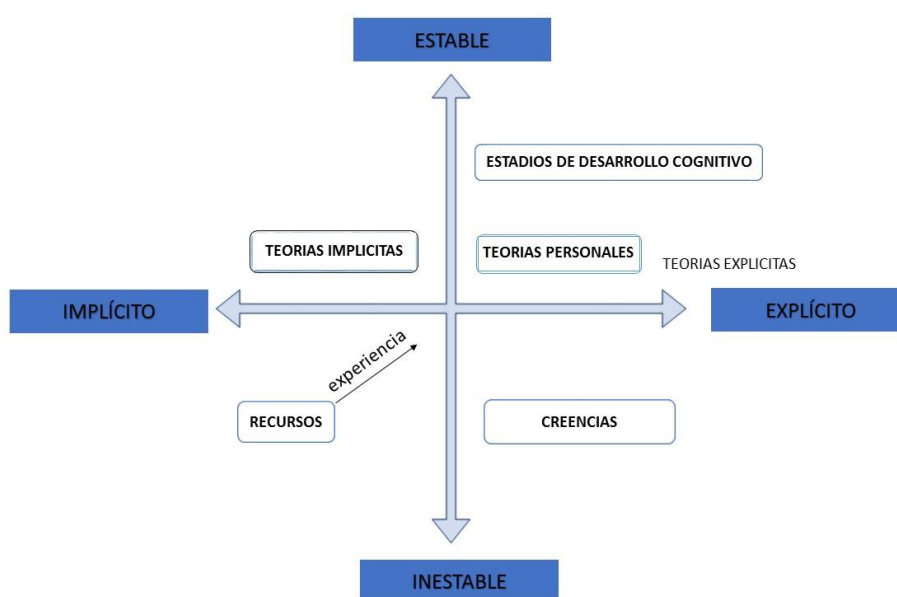 ESTABLE
ESTADIOS DE DESARROLLO COGNITIVO
TEORIAS IMPLICITAS
TEORIAS PERSONALES
TEORIAS EXPLICITAS
IMPLÍCITO
EXPLÍCITO
experiencia
RECURSOS
CREENCIAS
INESTABLE